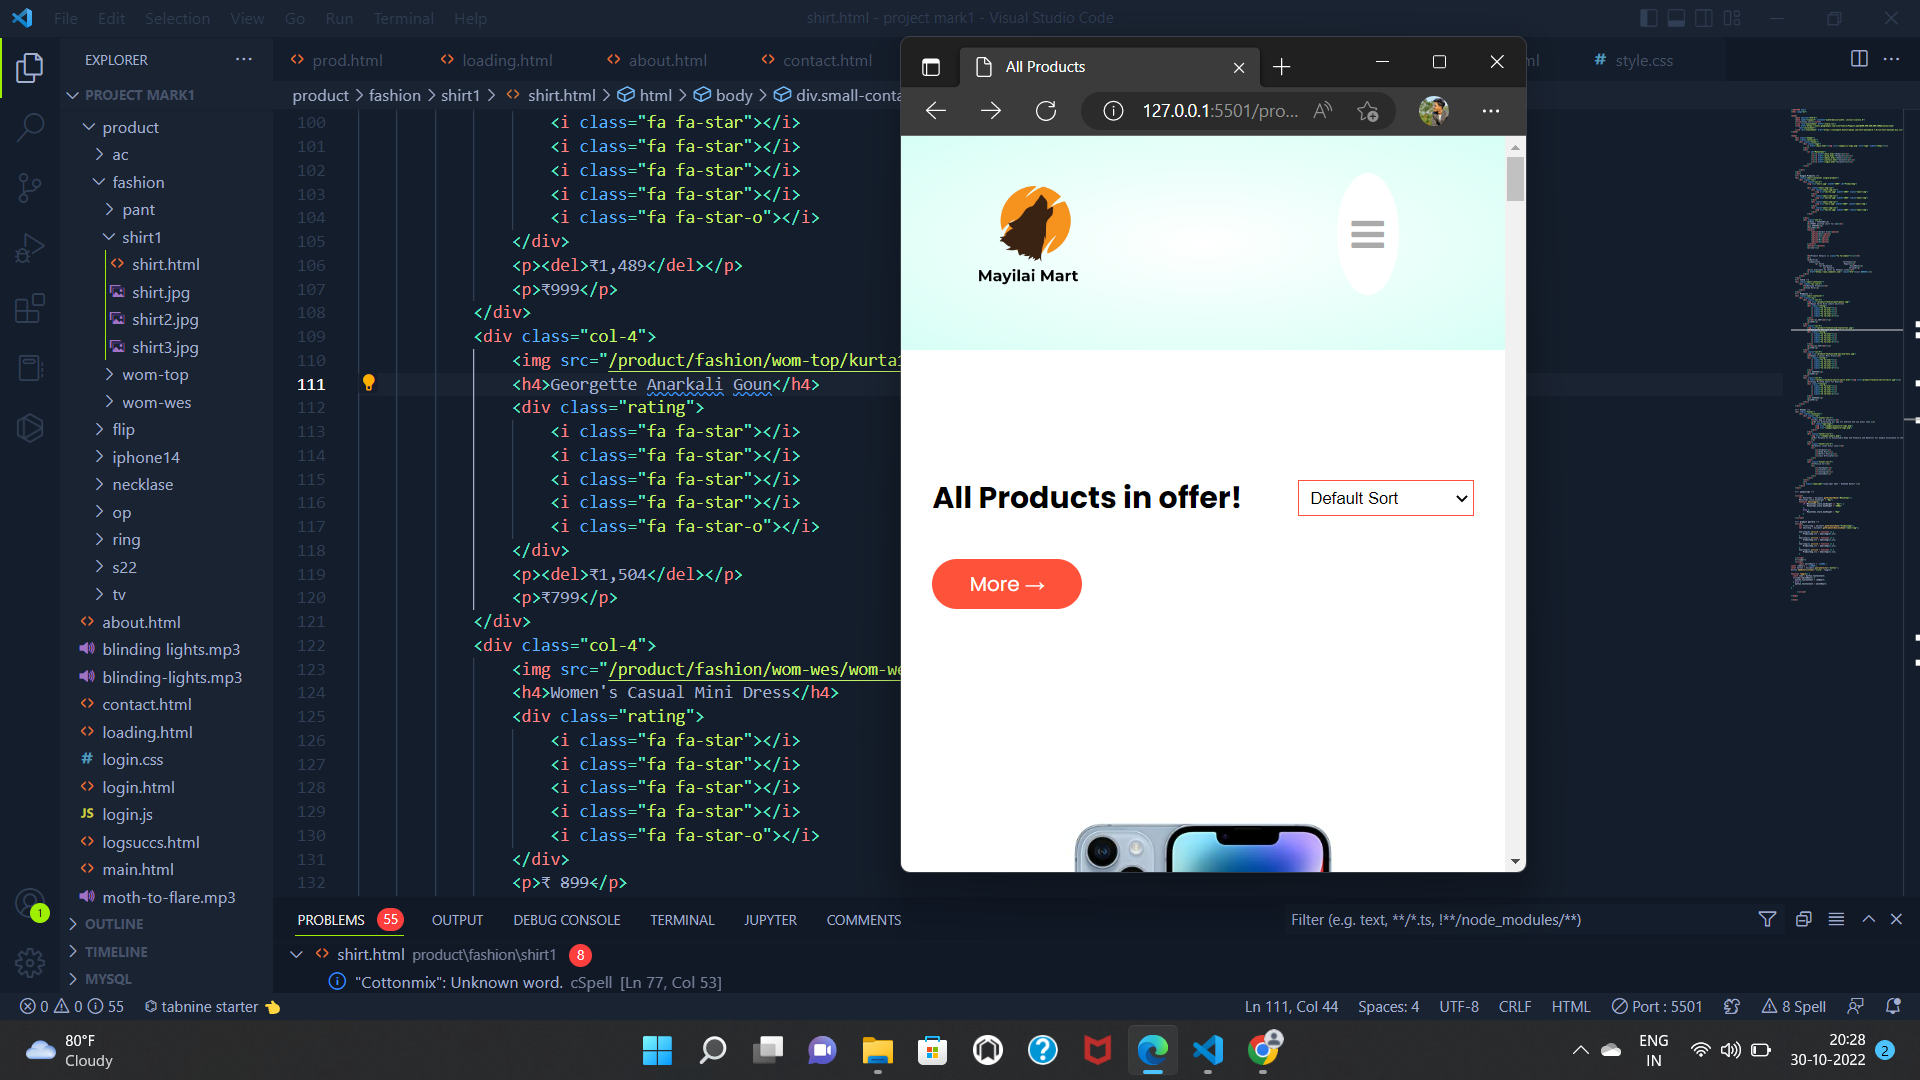 File Edit Selection View Go Run Terminal Help
shirt.html - project mark1 - Visual Studio Code
EXPLORER
PROJECT MARK1
product
ac
fashion
pant
shirt1
shirt.html
shirt.jpg
shirt2.jpg
shirt3.jpg
wom-top
wom-wes
flip
iphone14
necklase
op
ring
s22
tv
about.html
blinding lights.mp3
blinding-lights.mp3
contact.html
loading.html
login.css
login.html
login.js
logsuccs.html
main.html
moth-to-flare.mp3
OUTLINE
TIMELINE
MYSQL
prod.html loading.html about.html contact.html ml style.css
product > fashion > shirt1 > shirt.html > html > body > div.small-conta
100 <i class="fa fa-star"></i>
101 <i class="fa fa-star"></i>
102 <i class="fa fa-star"></i>
103 <i class="fa fa-star"></i>
104 <i class="fa fa-star-o"></i>
105 </div>
106 <p><del>₹1,489</del></p>
107 <p>₹999</p>
108 </div>
109 <div class="col-4">
110 <img src="/product/fashion/wom-top/kurta1
111 <h4>Georgette Anarkali Goun</h4>
112 <div class="rating">
113 <i class="fa fa-star"></i>
114 <i class="fa fa-star"></i>
115 <i class="fa fa-star"></i>
116 <i class="fa fa-star"></i>
117 <i class="fa fa-star-o"></i>
118 </div>
119 <p><del>₹1,504</del></p>
120 <p>₹799</p>
121 </div>
122 <div class="col-4">
123 <img src="/product/fashion/wom-wes/wom-we
124 <h4>Women's Casual Mini Dress</h4>
125 <div class="rating">
126 <i class="fa fa-star"></i>
127 <i class="fa fa-star"></i>
128 <i class="fa fa-star"></i>
129 <i class="fa fa-star"></i>
130 <i class="fa fa-star-o"></i>
131 </div>
132 <p>₹ 899</p>
All Products
127.0.0.1:5501/pro...
Mayilai Mart
All Products in offer!
Default Sort
More →
PROBLEMS 55 OUTPUT DEBUG CONSOLE TERMINAL JUPYTER COMMENTS
Filter (e.g. text, **/*.ts, !**/node_modules/**)
shirt.html product\fashion\shirt1 8
"Cottonmix": Unknown word. cSpell [Ln 77, Col 53]
1
0 0 55 tabnine starter
Ln 111, Col 44 Spaces: 4 UTF-8 CRLF HTML Port : 5501 8 Spell
80°F
Cloudy
ENG
IN
20:28
30-10-2022
2